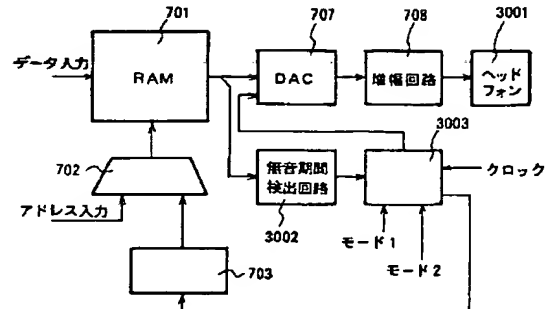 701
707
708
3001
データ入力
RAM
DAC
増幅回路
ヘッド
フォン
702
無音期間
検出回路
3003
クロック
アドレス入力
3002
モード1
モード2
703